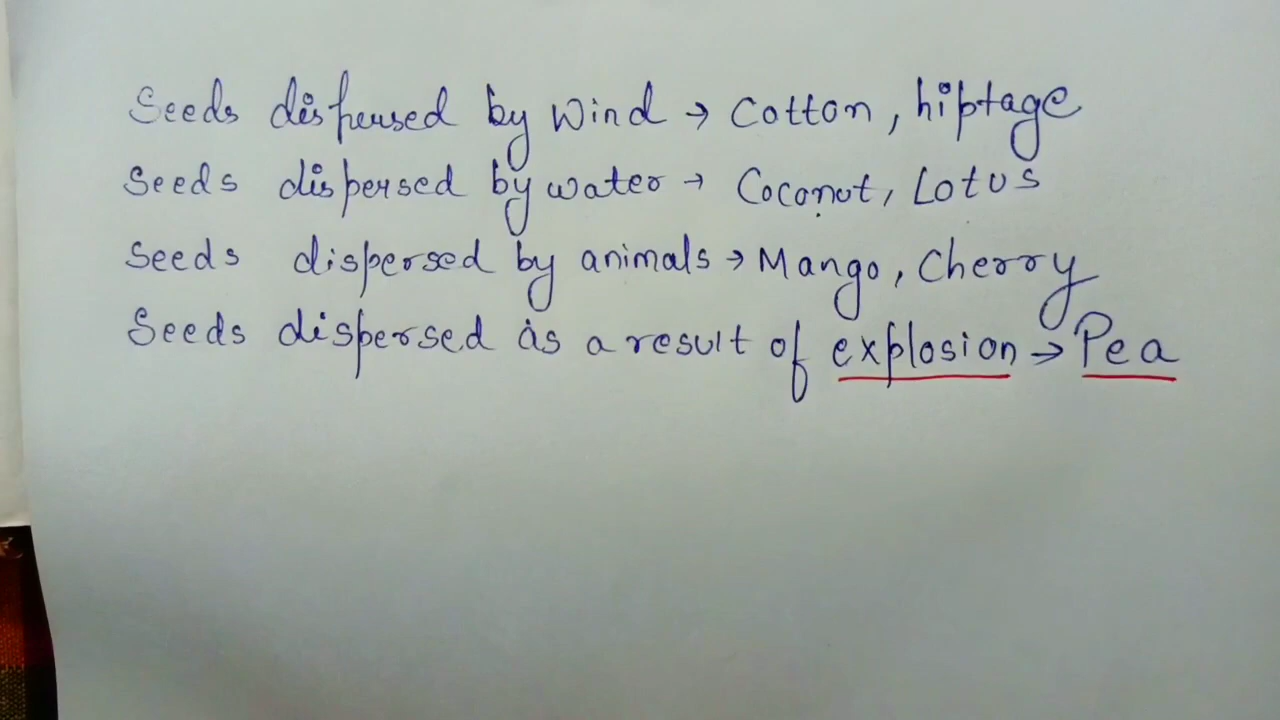 Seeds dispersed by Wind → Cotton, hiptage
Seeds dispersed by water → Coconut, Lotus
Seeds dispersed by animals → Mango, Cherry
Seeds dispersed as a result of explosion → Pea